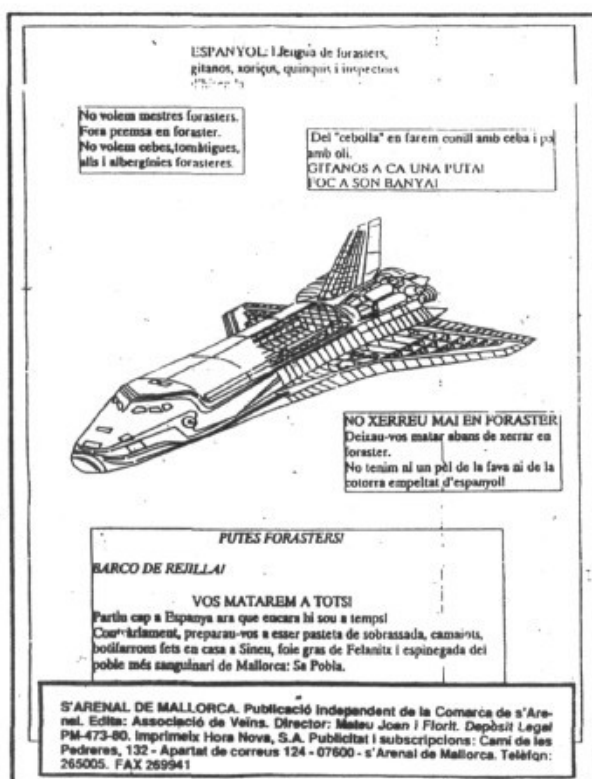 ESPANYOL: Llengua de forasters,
gitanos, xoriços, quinquis i inspectors
No volem mestres forasters.
Fora premsa en foraster.
No volem cebes,tomàtigues,
alls i albergínies forasteres.
Del "cebolla" en farem conill amb ceba i pa
amb oli.
GITANOS A CA UNA PUTA!
FOC A SON BANYA!
NO XERREU MAI EN FORASTER
Deixau-vos matar abans de xerrar en
foraster.
No tenim ni un pèl de la fava ni de la
cotorra empeltat d'espanyol!
PUTES FORASTERS!
BARCO DE REJILLA!
VOS MATAREM A TOTS!
Partiu cap a Espanya ara que encara hi sou a temps!
Contràriament, preparau-vos a esser pasteta de sobrassada, camaiots,
botifarrons fets en casa a Sineu, foie gras de Felanitx i espinegada del
poble més sanguinari de Mallorca: Sa Pobla.
S'ARENAL DE MALLORCA. Publicació Independent de la Comarca de s'Are-
nal. Edita: Associació de Veïns. Director: Mateu Joan i Florit. Depòsit Legal
PM-473-80. Imprimeix Hora Nova, S.A. Publicitat i subscripcions: Camí de les
Pedreres, 132 - Apartat de correus 124 - 07600 - s'Arenal de Mallorca. Telèfon:
265005. FAX 269941